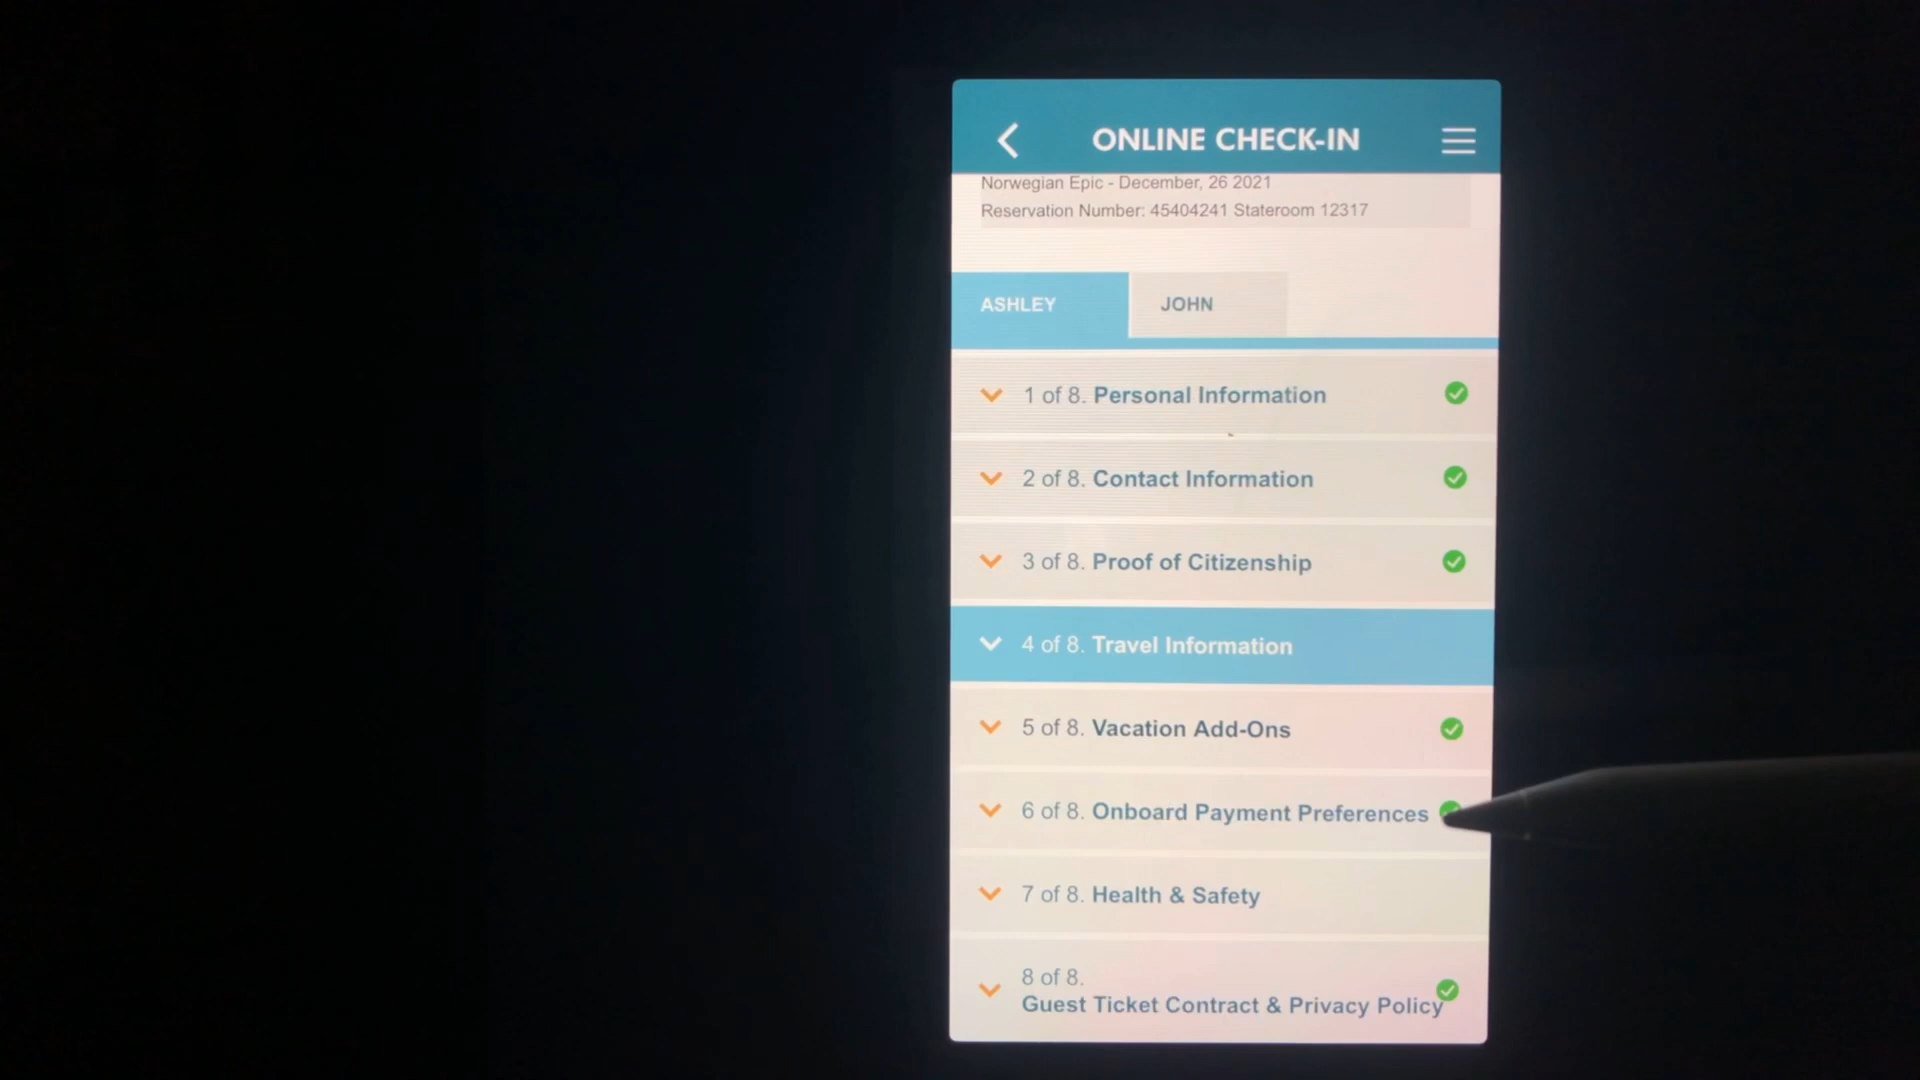 ONLINE CHECK-IN
Norwegian Epic - December, 26 2021
Reservation Number: 45404241 Stateroom 12317
ASHLEY
JOHN
1 of 8. Personal Information
2 of 8. Contact Information
3 of 8. Proof of Citizenship
4 of 8. Travel Information
5 of 8. Vacation Add-Ons
6 of 8. Onboard Payment Preferences
7 of 8. Health & Safety
8 of 8.
Guest Ticket Contract & Privacy Policy